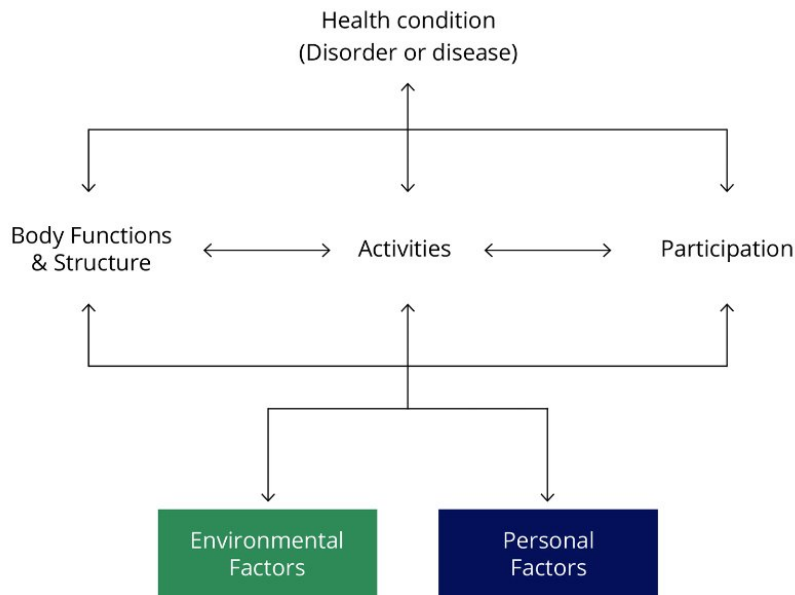 Health condition
(Disorder or disease)
Body Functions
& Structure
Activities
Participation
Environmental
Factors
Personal
Factors